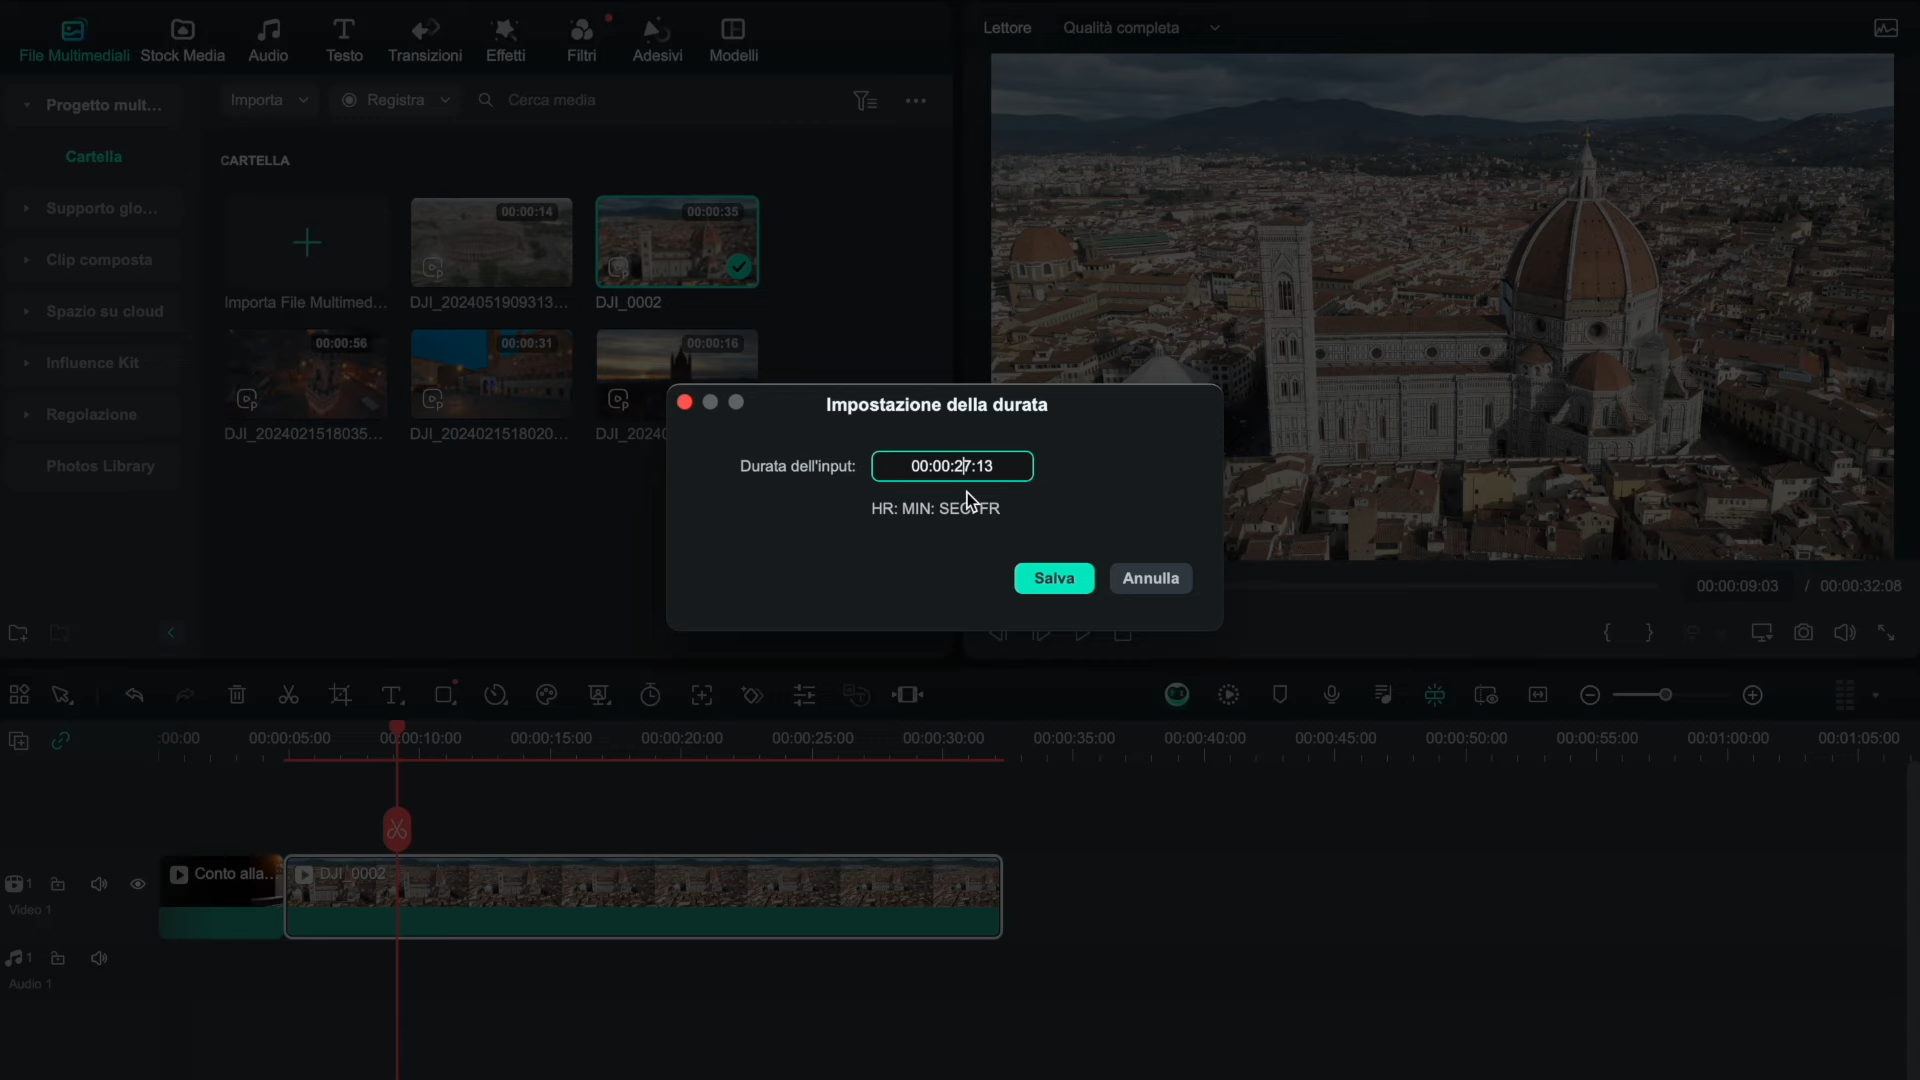 File Multimediali
Stock Media
Audio
Testo
Transizioni
Effetti
Filtri
Adesivi
Modelli
Lettore
Qualità completa
Progetto mult...
Cartella
Supporto glo...
Clip composta
Spazio su cloud
Influence Kit
Regolazione
Photos Library
Importa
Registra
Cerca media
CARTELLA
00:00:14
00:00:35
Importa File Multimed...
DJI_2024051909313...
DJI_0002
00:00:56
00:00:31
00:00:16
DJI_2024021518035...
DJI_2024021518020...
DJI_2024
Impostazione della durata
Durata dell'input:
00:00:27:13
HR: MIN: SEC:FR
Salva
Annulla
00:00:09:03
/
00:00:32:08
:00:00
00:00:05:00
00:00:10:00
00:00:15:00
00:00:20:00
00:00:25:00
00:00:30:00
00:00:35:00
00:00:40:00
00:00:45:00
00:00:50:00
00:00:55:00
00:01:00:00
00:01:05:00
1
Video 1
Conto alla...
DJI_0002
1
Audio 1